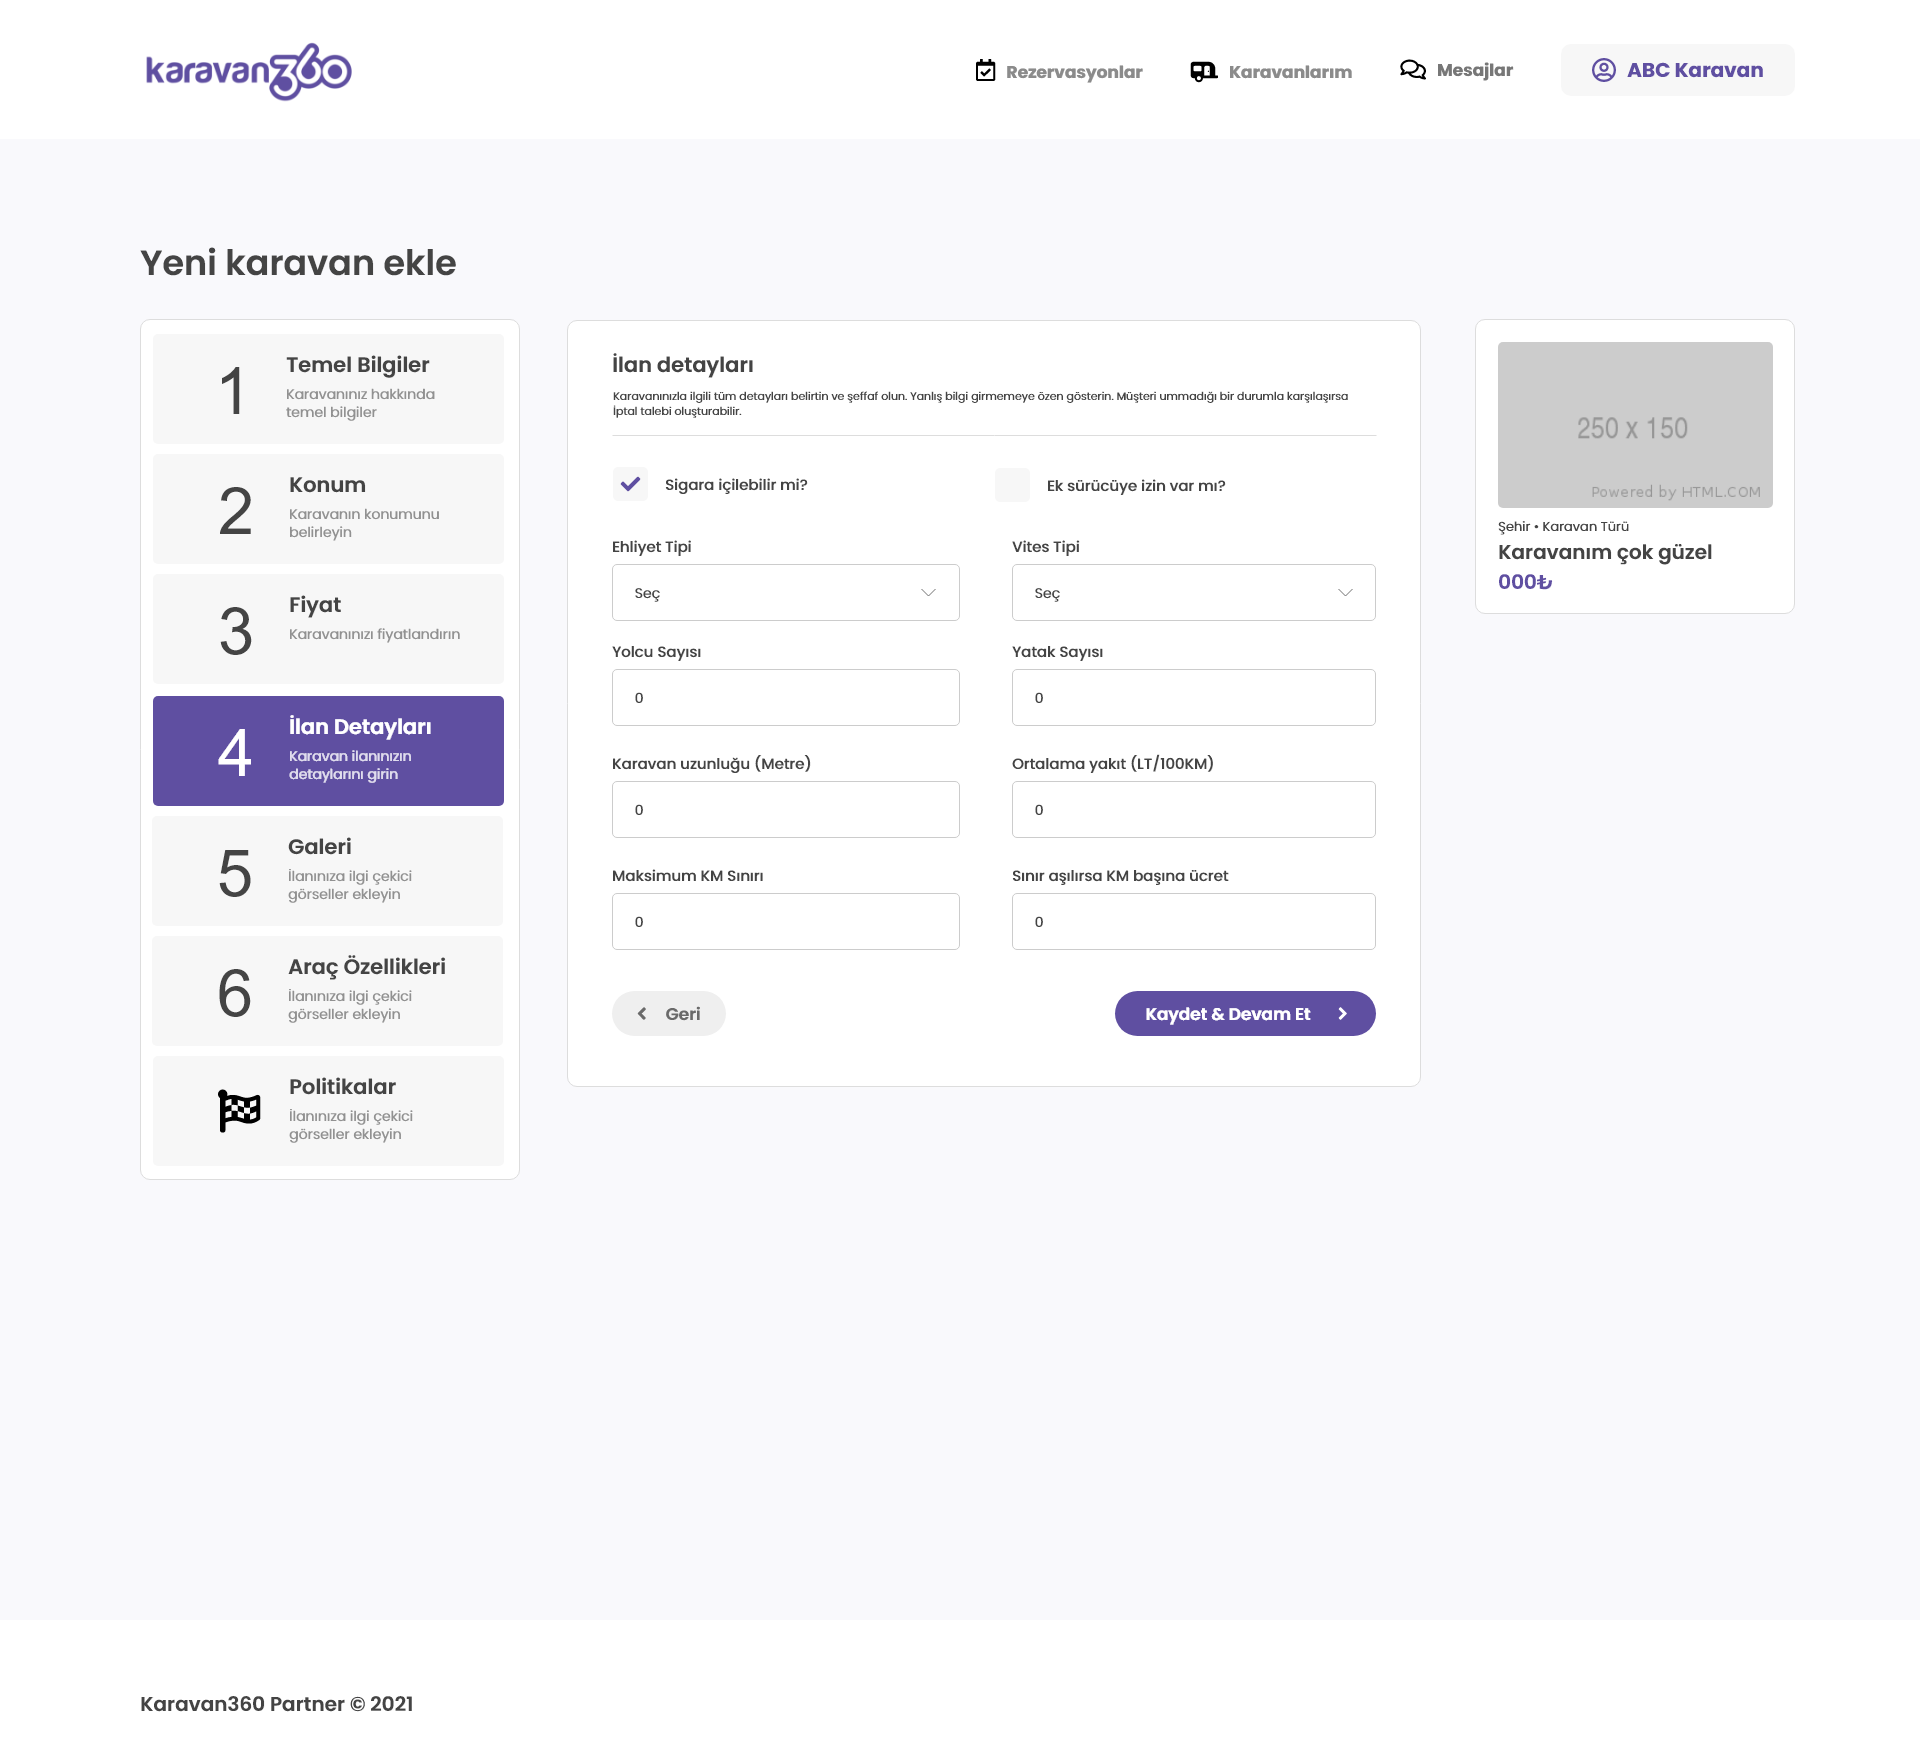 karavan360
Rezervasyonlar
Karavanlarım
Mesajlar
ABC Karavan
Yeni karavan ekle
1
Temel Bilgiler
Karavanınız hakkında
temel bilgiler
2
Konum
Karavanın konumunu
belirleyin
3
Fiyat
Karavanınızı fiyatlandırın
4
İlan Detayları
Karavan ilanınızın
detaylarını girin
5
Galeri
İlanınıza ilgi çekici
görseller ekleyin
6
Araç Özellikleri
İlanınıza ilgi çekici
görseller ekleyin
Politikalar
İlanınıza ilgi çekici
görseller ekleyin
İlan detayları
Karavanınızla ilgili tüm detayları belirtin ve şeffaf olun. Yanlış bilgi girmemeye özen gösterin. Müşteri ummadığı bir durumla karşılaşırsa
İptal talebi oluşturabilir.
Sigara içilebilir mi?
Ek sürücüye izin var mı?
Ehliyet Tipi
Vites Tipi
Seç
Seç
Yolcu Sayısı
Yatak Sayısı
0
0
Karavan uzunluğu (Metre)
Ortalama yakıt (LT/100KM)
0
0
Maksimum KM Sınırı
Sınır aşılırsa KM başına ücret
0
0
Geri
Kaydet & Devam Et
250 x 150
Powered by HTML.COM
Şehir • Karavan Türü
Karavanım çok güzel
000₺
Karavan360 Partner © 2021